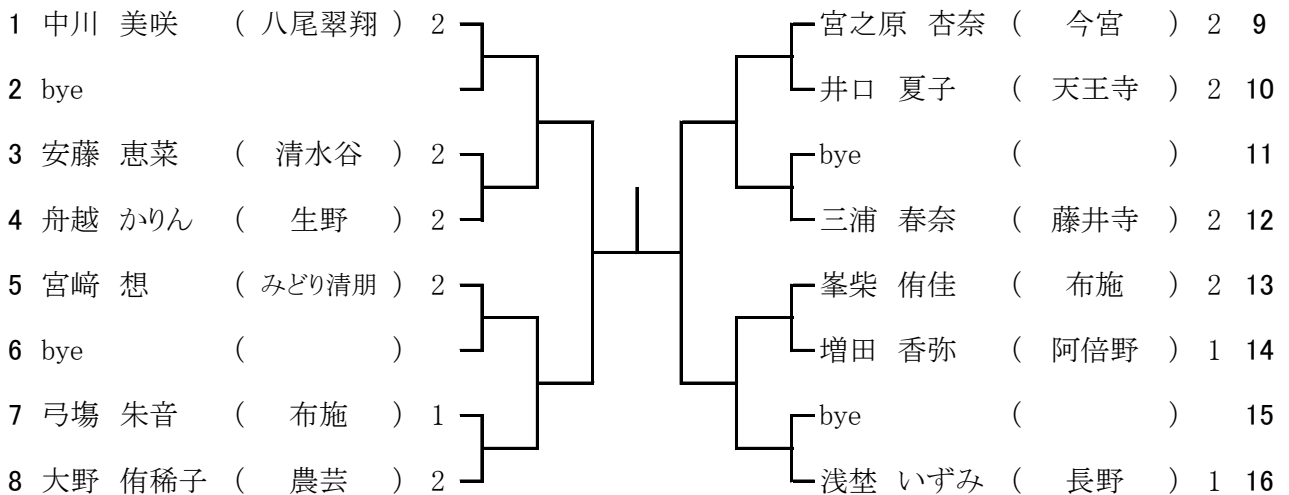 1 中川 美咲 ( 八尾翠翔 ) 2
2 bye
3 安藤 恵菜 ( 清水谷 ) 2
4 舟越 かりん ( 生野 ) 2
5 宮﨑 想 ( みどり清朋 ) 2
6 bye ( )
7 弓場 朱音 ( 布施 ) 1
8 大野 侑稀子 ( 農芸 ) 2
宮之原 杏奈 ( 今宮 ) 2 9
井口 夏子 ( 天王寺 ) 2 10
bye ( ) 11
三浦 春奈 ( 藤井寺 ) 2 12
峯柴 侑佳 ( 布施 ) 2 13
増田 香弥 ( 阿倍野 ) 1 14
bye ( ) 15
浅埜 いずみ ( 長野 ) 1 16